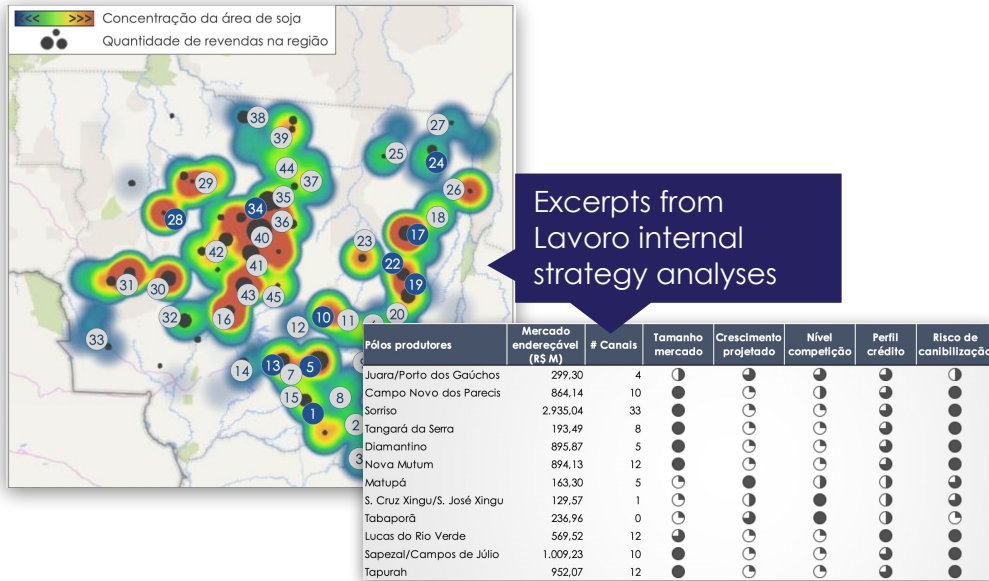 <<< >>> Concentração da área de soja
Quantidade de revendas na região
38
39
27
25
24
44
37
29
26
35
34
28
36
18
17
40
23
42
22
41
19
31
30
43
45
20
32
16
10
11
12
33
13
5
14
7
15
8
1
2
3
Excerpts from
Lavoro internal
strategy analyses
Pólos produtores Mercado endereçável (R$ M) # Canais Tamanho mercado Crescimento projetado Nível competição Perfil crédito Risco de canibilização
Juara/Porto dos Gaúchos 299,30 4
Campo Novo dos Parecis 864,14 10
Sorriso 2.935,04 33
Tangará da Serra 193,49 8
Diamantino 895,87 5
Nova Mutum 894,13 12
Matupá 163,30 5
S. Cruz Xingu/S. José Xingu 129,57 1
Tabaporã 236,96 0
Lucas do Rio Verde 569,52 12
Sapezal/Campos de Júlio 1.009,23 10
Tapurah 952,07 12